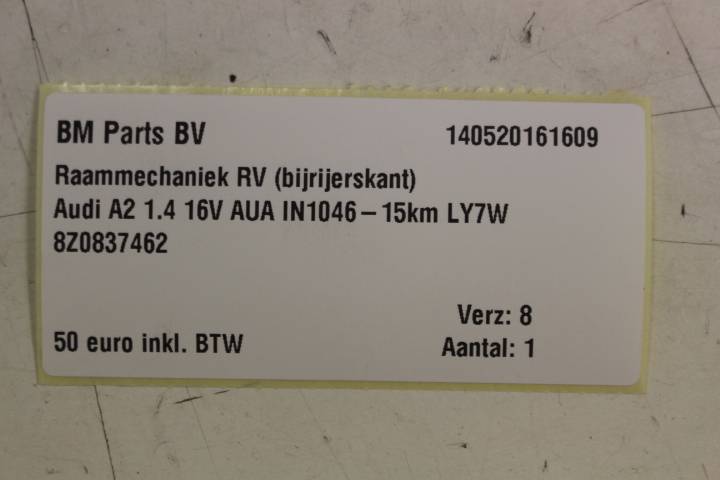 BM Parts BV 140520161609
Raammechaniek RV (bijrijerskant)
Audi A2 1.4 16V AUA IN1046 – 15km LY7W
8Z0837462
Verz: 8
50 euro inkl. BTW Aantal: 1